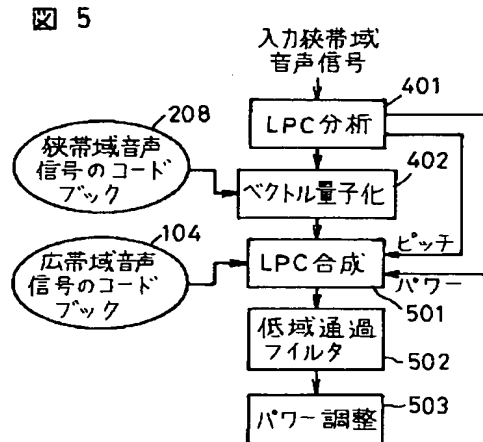 図 5
入力狭帯域
音声信号
401
LPC分析
208
狭帯域音声
信号のコード
ブック
402
ベクトル量子化
104
広帯域音声
信号のコード
ブック
ピッチ
LPC合成
パワー
501
低域通過
フイルタ
502
503
パワー調整